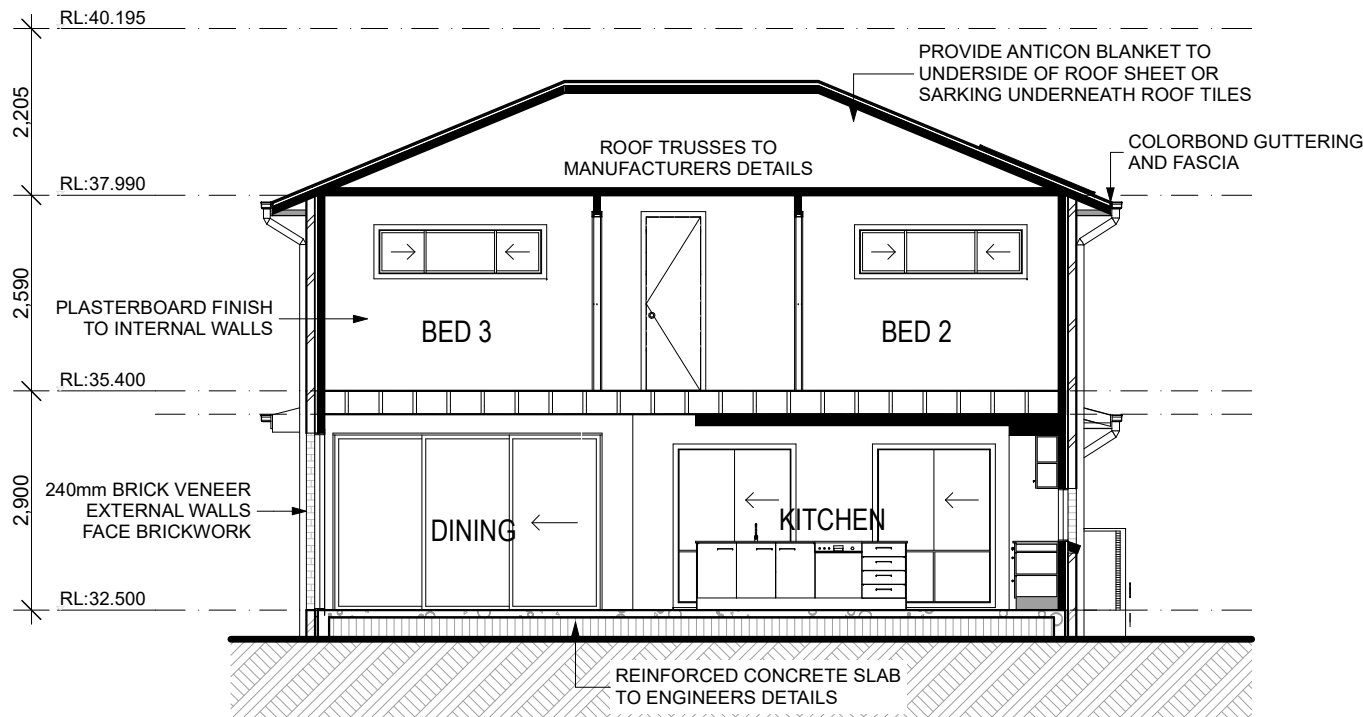 RL:40.195
PROVIDE ANTICON BLANKET TO
UNDERSIDE OF ROOF SHEET OR
SARKING UNDERNEATH ROOF TILES
2,205
ROOF TRUSSES TO
MANUFACTURERS DETAILS
COLORBOND GUTTERING
AND FASCIA
RL:37.990
2,590
PLASTERBOARD FINISH
TO INTERNAL WALLS
BED 3
BED 2
RL:35.400
2,900
240mm BRICK VENEER
EXTERNAL WALLS
FACE BRICKWORK
DINING
KITCHEN
RL:32.500
REINFORCED CONCRETE SLAB
TO ENGINEERS DETAILS